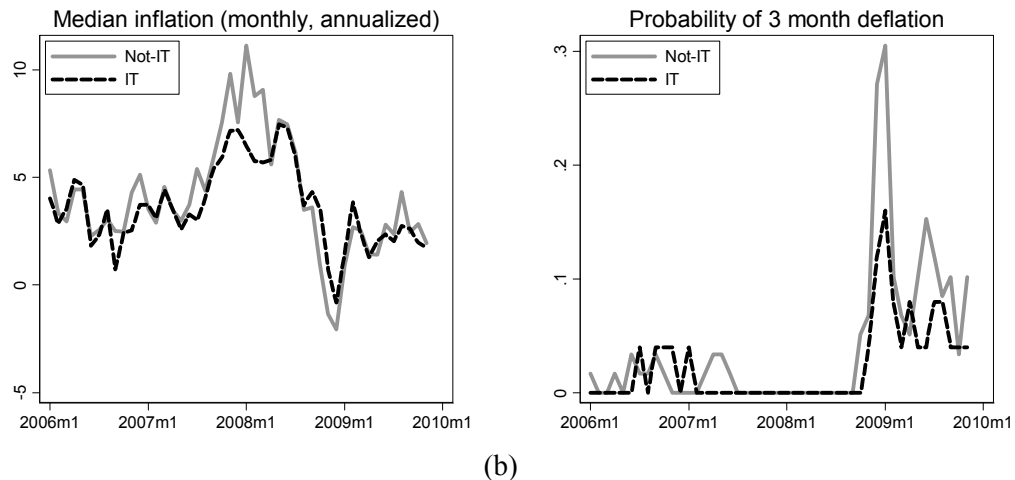 Median inflation (monthly, annualized)
Not-IT
IT
10
5
0
-5
2006m1 2007m1 2008m1 2009m1 2010m1
Probability of 3 month deflation
Not-IT
IT
.3
.2
.1
0
2006m1 2007m1 2008m1 2009m1 2010m1
(b)